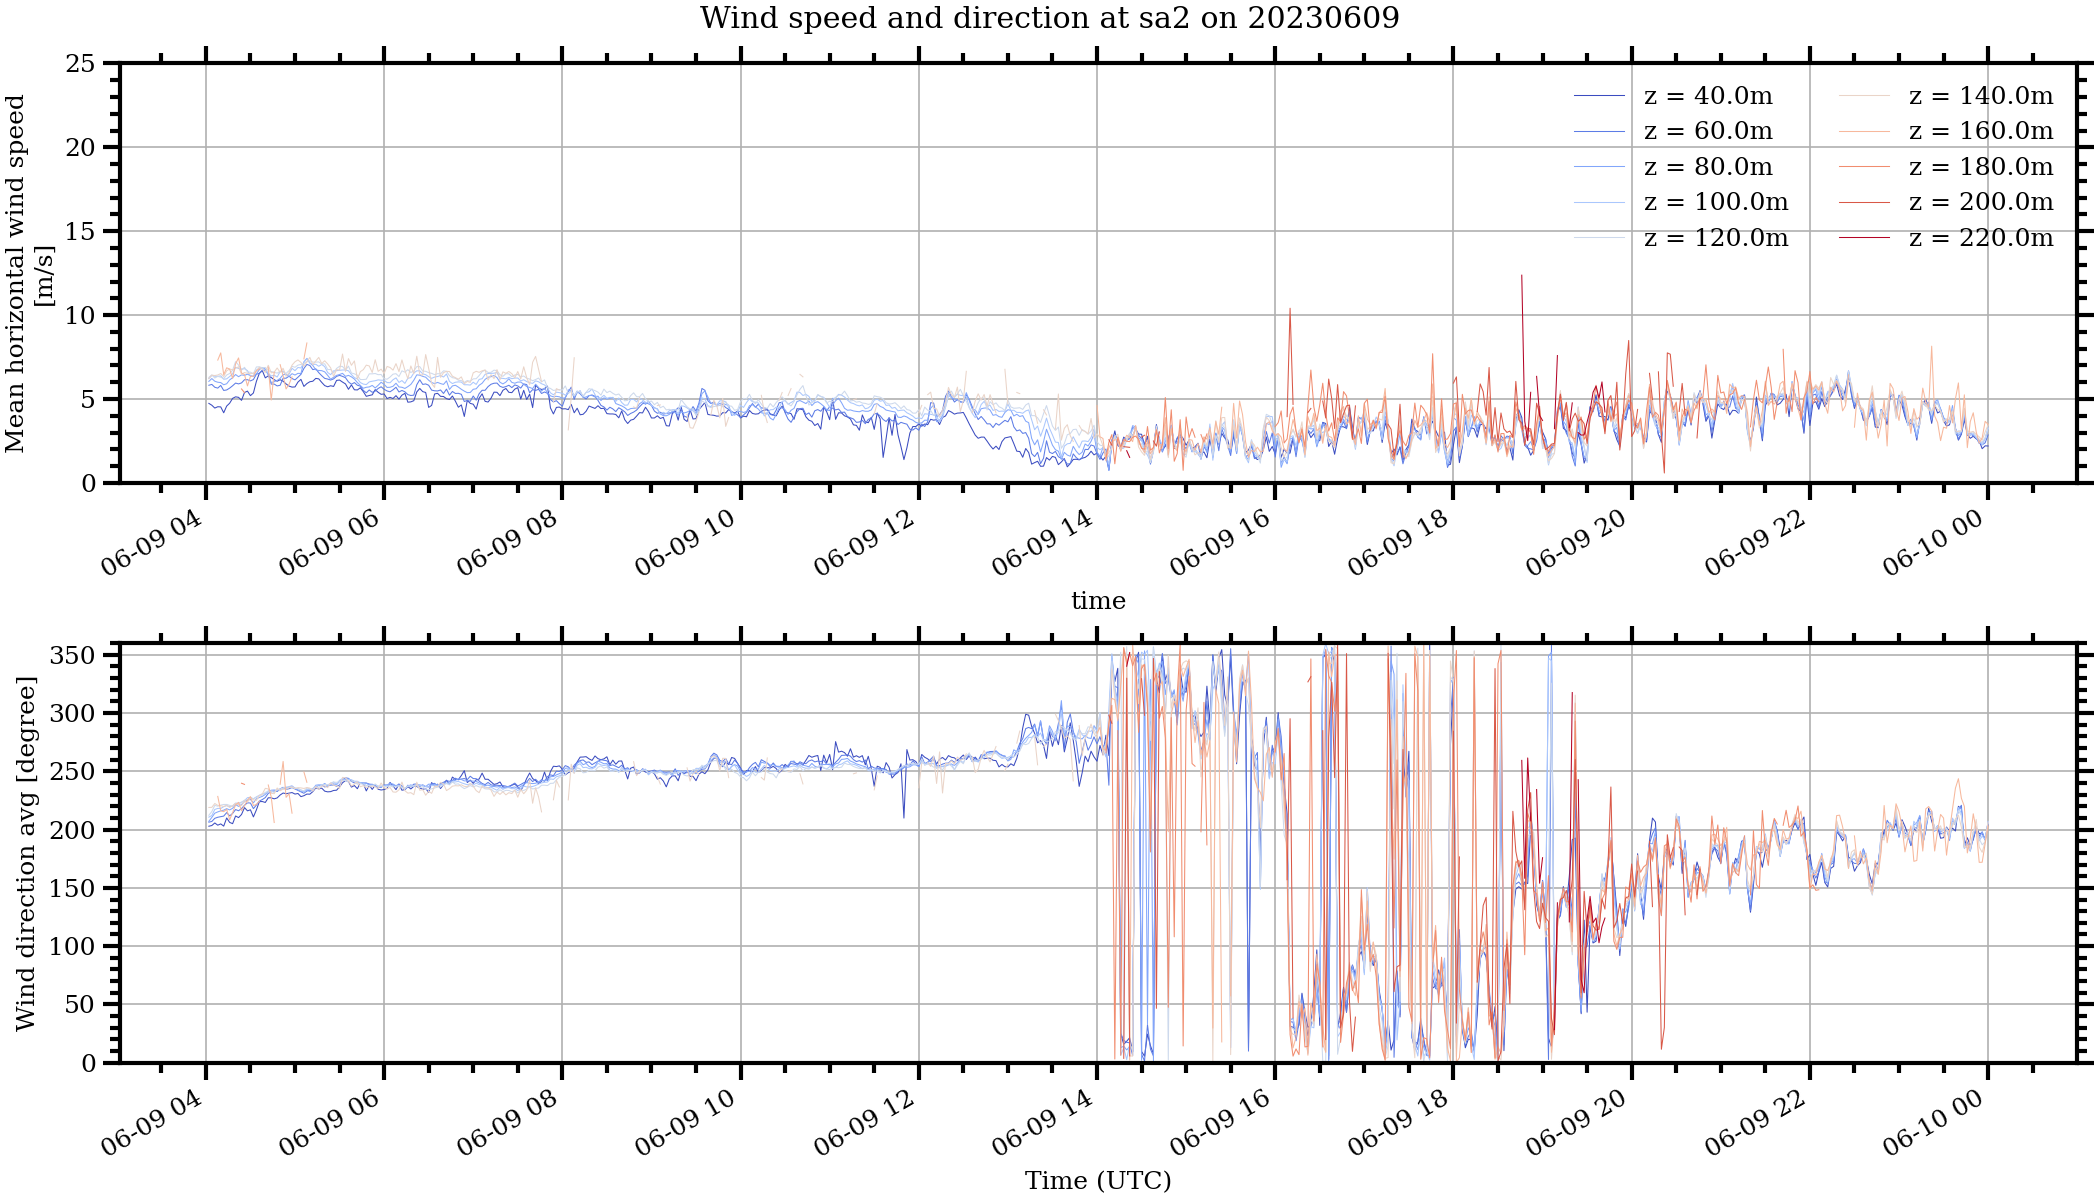 Wind speed and direction at sa2 on 20230609
Mean horizontal wind speed
[m/s]
25
20
15
10
5
0
z = 40.0m
z = 60.0m
z = 80.0m
z = 100.0m
z = 120.0m
z = 140.0m
z = 160.0m
z = 180.0m
z = 200.0m
z = 220.0m
06-09 04
06-09 06
06-09 08
06-09 10
06-09 12
06-09 14
06-09 16
06-09 18
06-09 20
06-09 22
06-10 00
time
Wind direction avg [degree]
350
300
250
200
150
100
50
0
06-09 04
06-09 06
06-09 08
06-09 10
06-09 12
06-09 14
06-09 16
06-09 18
06-09 20
06-09 22
06-10 00
Time (UTC)